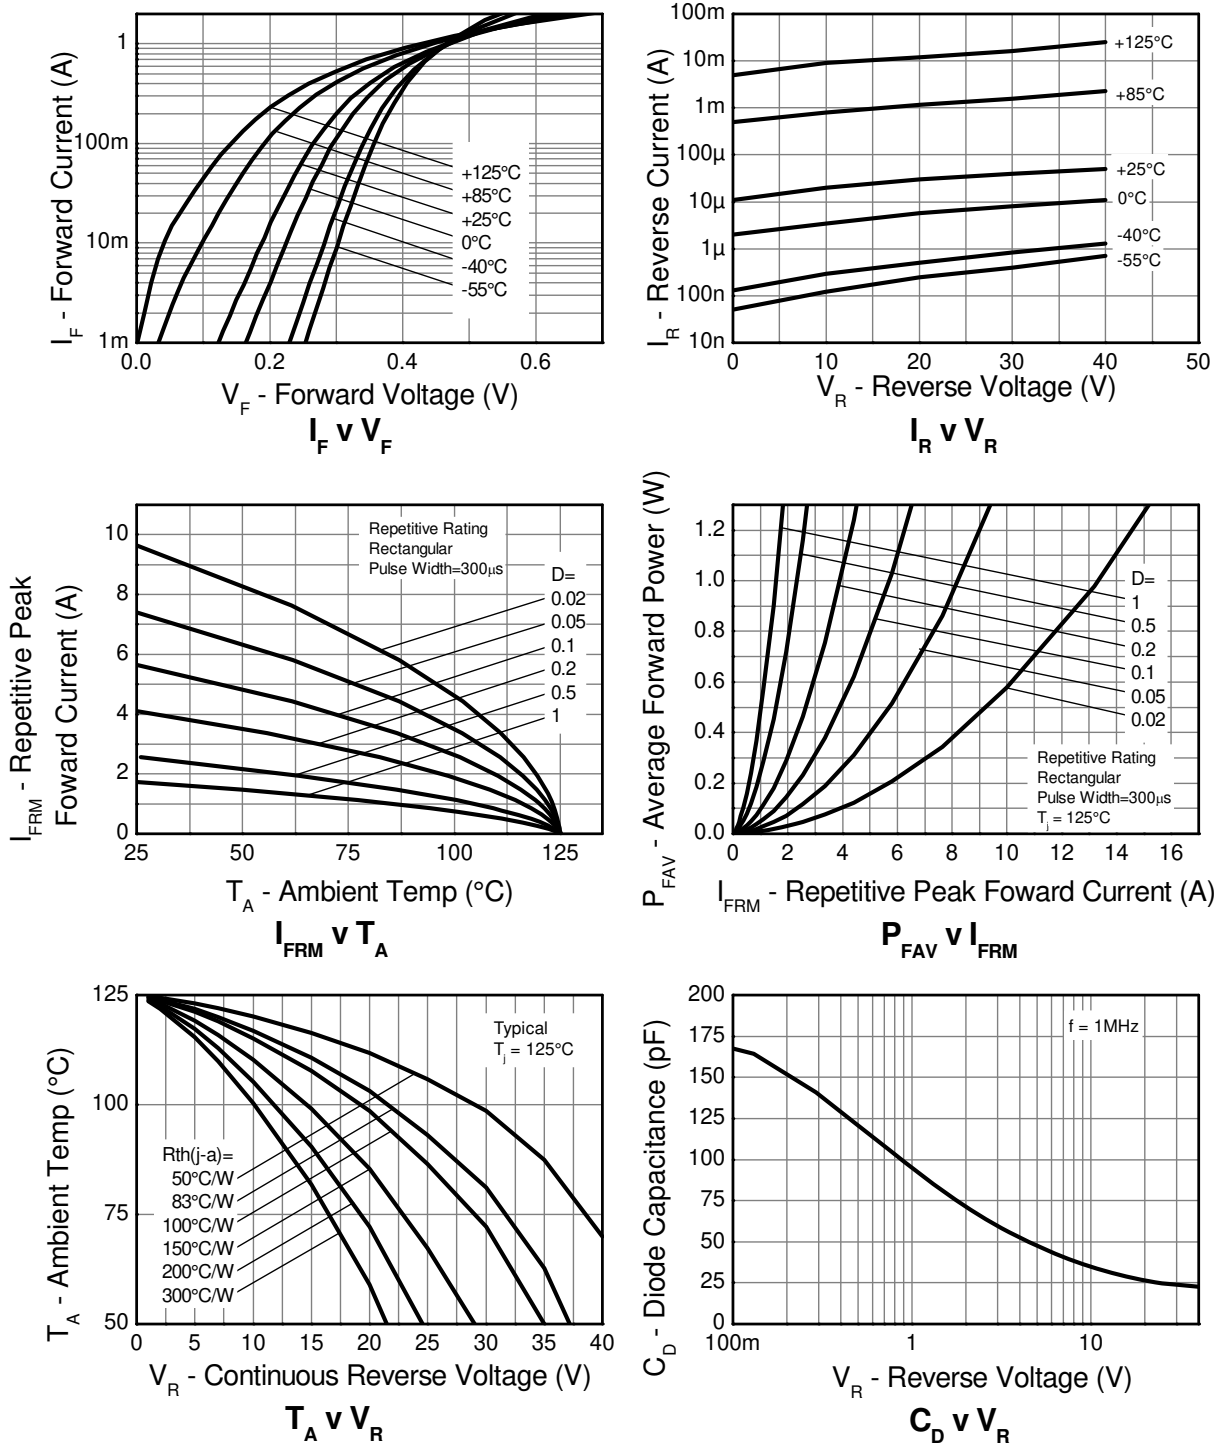 I_F - Forward Current (A)
1
100m
10m
1m
+125°C
+85°C
+25°C
0°C
-40°C
-55°C
0.0 0.2 0.4 0.6
V_F - Forward Voltage (V)
I_F v V_F
I_R - Reverse Current (A)
100m
10m
1m
100µ
10µ
1µ
100n
10n
+125°C
+85°C
+25°C
0°C
-40°C
-55°C
0 10 20 30 40 50
V_R - Reverse Voltage (V)
I_R v V_R
I_FRM - Repetitive Peak
Foward Current (A)
10
8
6
4
2
0
Repetitive Rating
Rectangular
Pulse Width=300µs
D=
0.02
0.05
0.1
0.2
0.5
1
25 50 75 100 125
T_A - Ambient Temp (°C)
I_FRM v T_A
P_FAV - Average Foward Power (W)
1.2
1.0
0.8
0.6
0.4
0.2
0.0
D=
1
0.5
0.2
0.1
0.05
0.02
Repetitive Rating
Rectangular
Pulse Width=300µs
T_j = 125°C
0 2 4 6 8 10 12 14 16
I_FRM - Repetitive Peak Foward Current (A)
P_FAV v I_FRM
T_A - Ambient Temp (°C)
125
100
75
50
Typical
T_j = 125°C
Rth(j-a)=
50°C/W
83°C/W
100°C/W
150°C/W
200°C/W
300°C/W
0 5 10 15 20 25 30 35 40
V_R - Continuous Reverse Voltage (V)
T_A v V_R
C_D - Diode Capacitance (pF)
200
175
150
125
100
75
50
25
0
f = 1MHz
100m 1 10
V_R - Reverse Voltage (V)
C_D v V_R